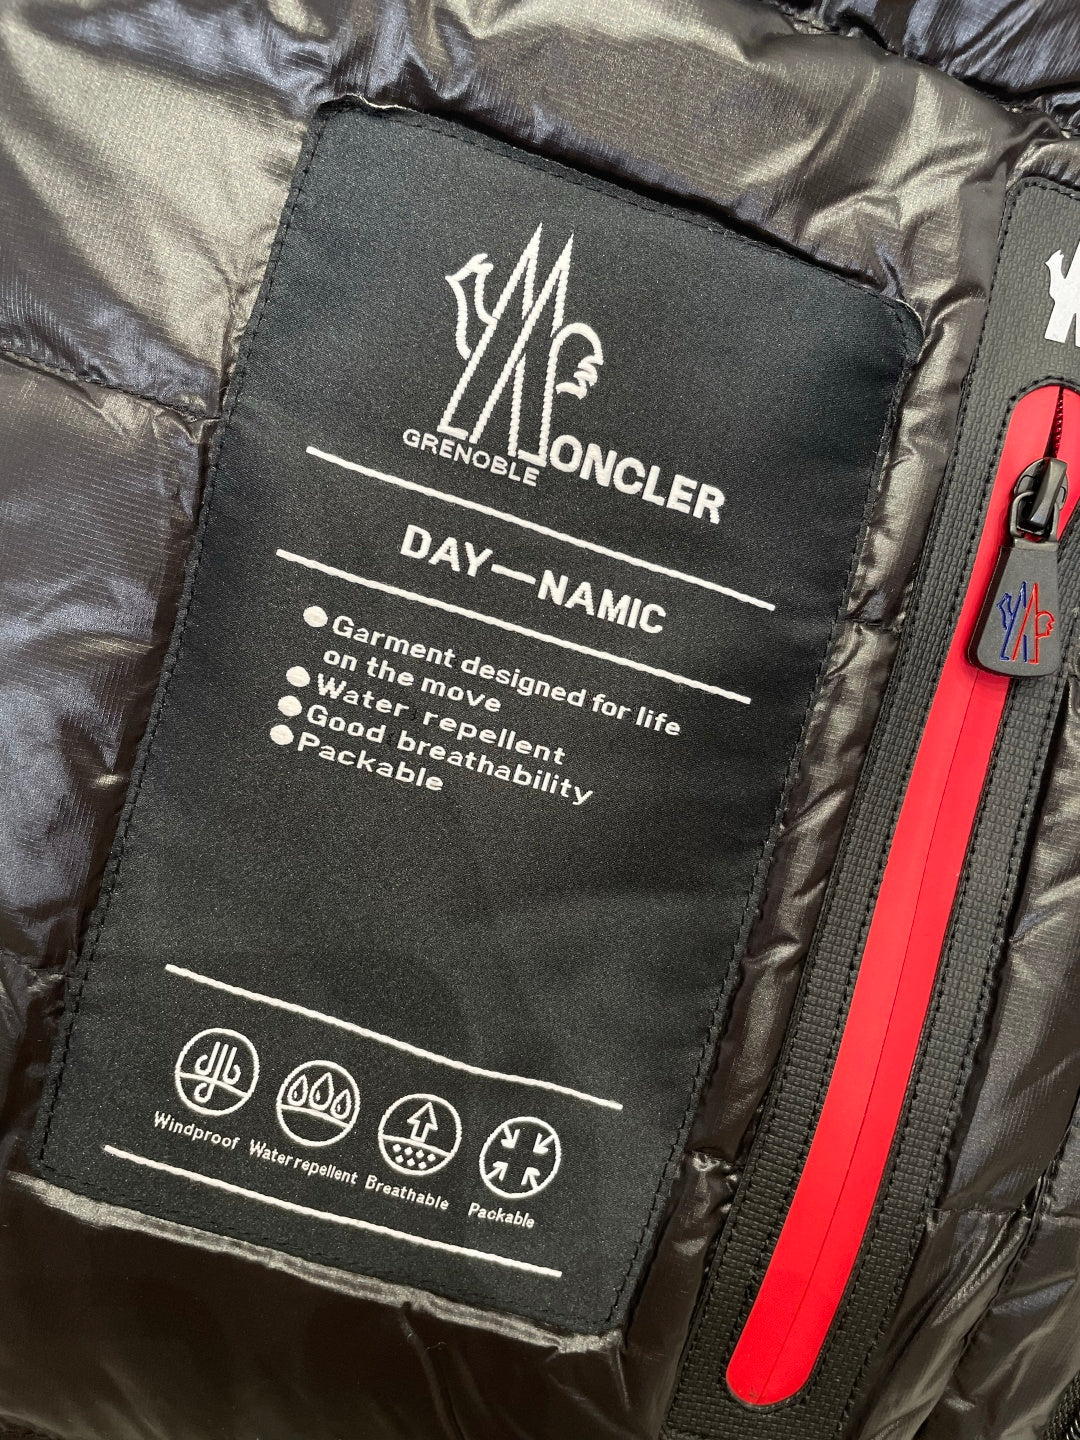 GRENOBLE MONCLER
DAY—NAMIC
Garment designed for life
on the move
Water repellent
Good breathability
Packable
Windproof Water repellent Breathable Packable